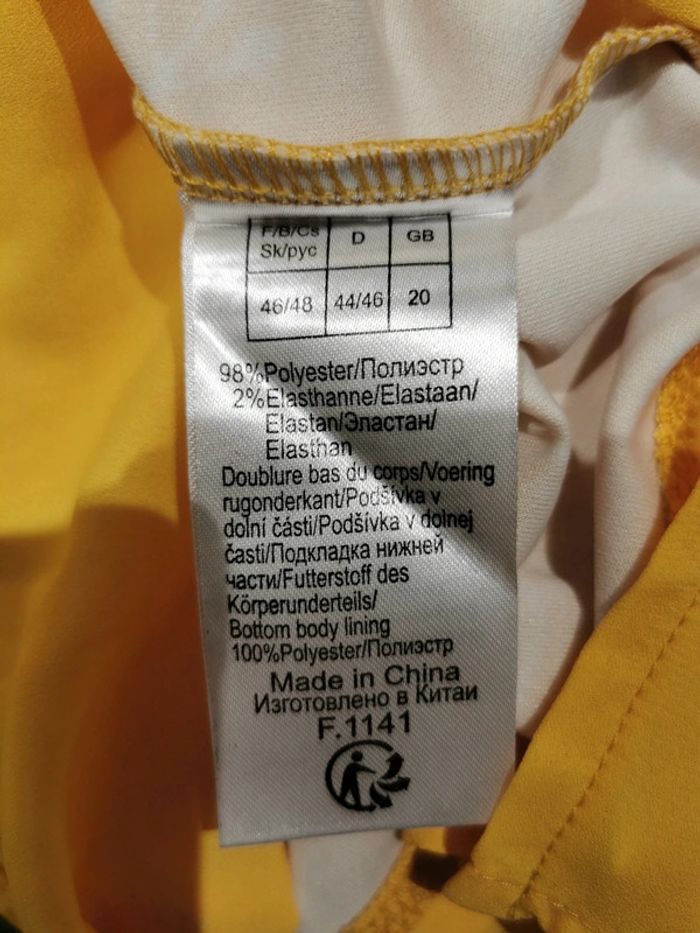 F/B/Cs D GB
Sk/pyc
46/48 44/46 20
98%Polyester/Полиэстр
2%Elasthanne/Elastaan/
Elastan/Эластан/
Elasthan
Doublure bas du corps/Voering
rugonderkant/Podšívka v
dolní části/Podšívka v dolnej
časti/Подкладка нижней
части/Futterstoff des
Körperunderteils/
Bottom body lining
100%Polyester/Полиэстр
Made in China
Изготовлено в Китаи
F.1141